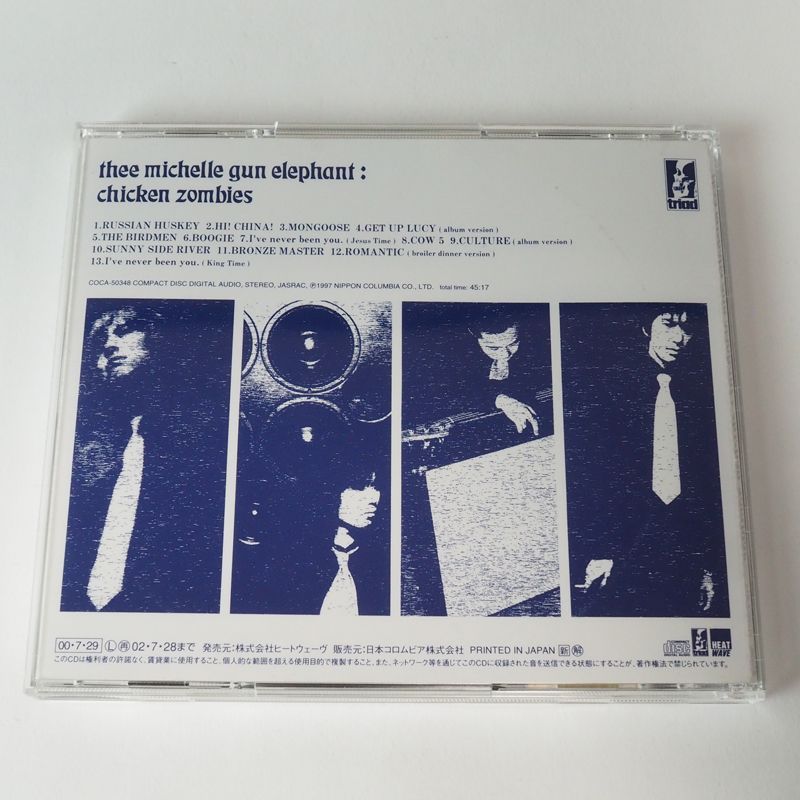 thee michelle gun elephant :
chicken zombies
triad
1.RUSSIAN HUSKEY 2.HI! CHINA! 3.MONGOOSE 4.GET UP LUCY ( album version )
5.THE BIRDMEN 6.BOOGIE 7.I've never been you. ( Jesus Time ) 8.COW 5 9.CULTURE ( album version )
10.SUNNY SIDE RIVER 11.BRONZE MASTER 12.ROMANTIC ( broiler dinner version )
13.I've never been you. ( King Time )
COCA-50348 COMPACT DISC DIGITAL AUDIO, STEREO, JASRAC, ℗1997 NIPPON COLUMBIA CO., LTD. total time: 45:17
00・7・29 Ⓛ 再 02・7・28まで 発売元:株式会社ヒートウェーヴ 販売元:日本コロムビア株式会社 PRINTED IN JAPAN 新 解
このCDは権利者の許諾なく、賃貸業に使用すること、個人的な範囲を超える使用目的で複製すること、また、ネットワーク等を通じてこのCDに収録された音を送信できる状態にすることが、著作権法で禁じられています。
COMPACT disc DIGITAL AUDIO
triad
HEAT WAVE